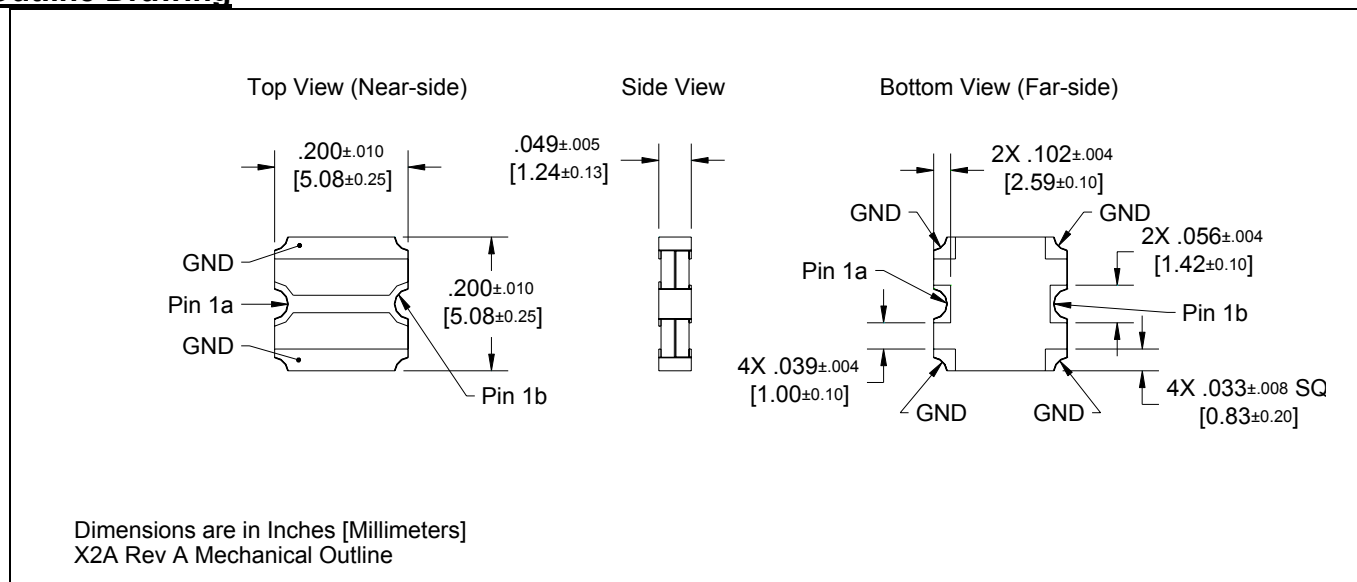 Outline Drawing
Top View (Near-side)
Side View
Bottom View (Far-side)
.200±.010
[5.08±0.25]
.049±.005
[1.24±0.13]
2X .102±.004
[2.59±0.10]
GND
GND
2X .056±.004
[1.42±0.10]
GND
Pin 1a
GND
.200±.010
[5.08±0.25]
Pin 1b
Pin 1a
Pin 1b
4X .039±.004
[1.00±0.10]
GND
GND
4X .033±.008 SQ
[0.83±0.20]
Dimensions are in Inches [Millimeters]
X2A Rev A Mechanical Outline